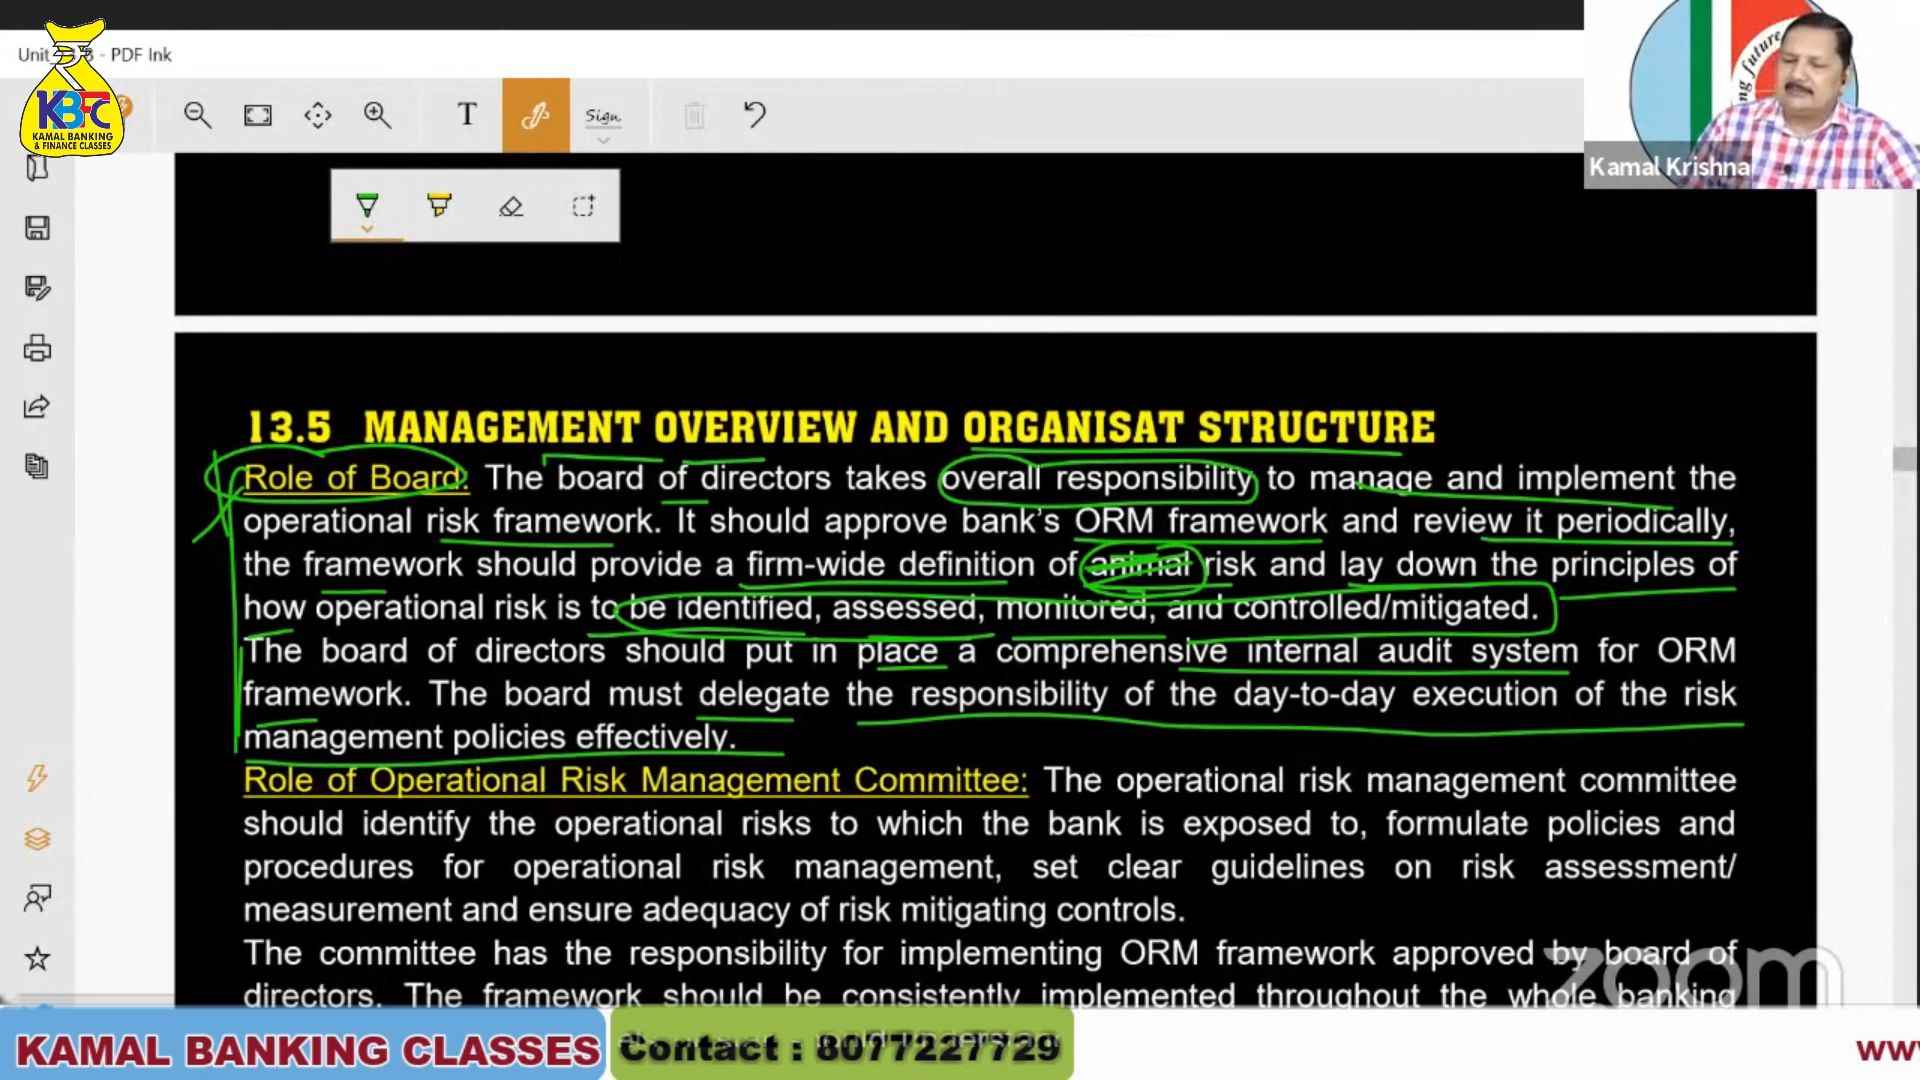 Unit_13.B - PDF Ink
KBFC
KAMAL BANKING
& FINANCE CLASSES
T
Sign
ng future
Kamal Krishna
13.5 MANAGEMENT OVERVIEW AND ORGANISAT STRUCTURE
Role of Board: The board of directors takes overall responsibility to manage and implement the
operational risk framework. It should approve bank's ORM framework and review it periodically,
the framework should provide a firm-wide definition of animal risk and lay down the principles of
how operational risk is to be identified, assessed, monitored, and controlled/mitigated.
The board of directors should put in place a comprehensive internal audit system for ORM
framework. The board must delegate the responsibility of the day-to-day execution of the risk
management policies effectively.
Role of Operational Risk Management Committee: The operational risk management committee
should identify the operational risks to which the bank is exposed to, formulate policies and
procedures for operational risk management, set clear guidelines on risk assessment/
measurement and ensure adequacy of risk mitigating controls.
The committee has the responsibility for implementing ORM framework approved by board of
directors. The framework should be consistently implemented throughout the whole banking
zoom
KAMAL BANKING CLASSES
Contact : 8077227729
ww